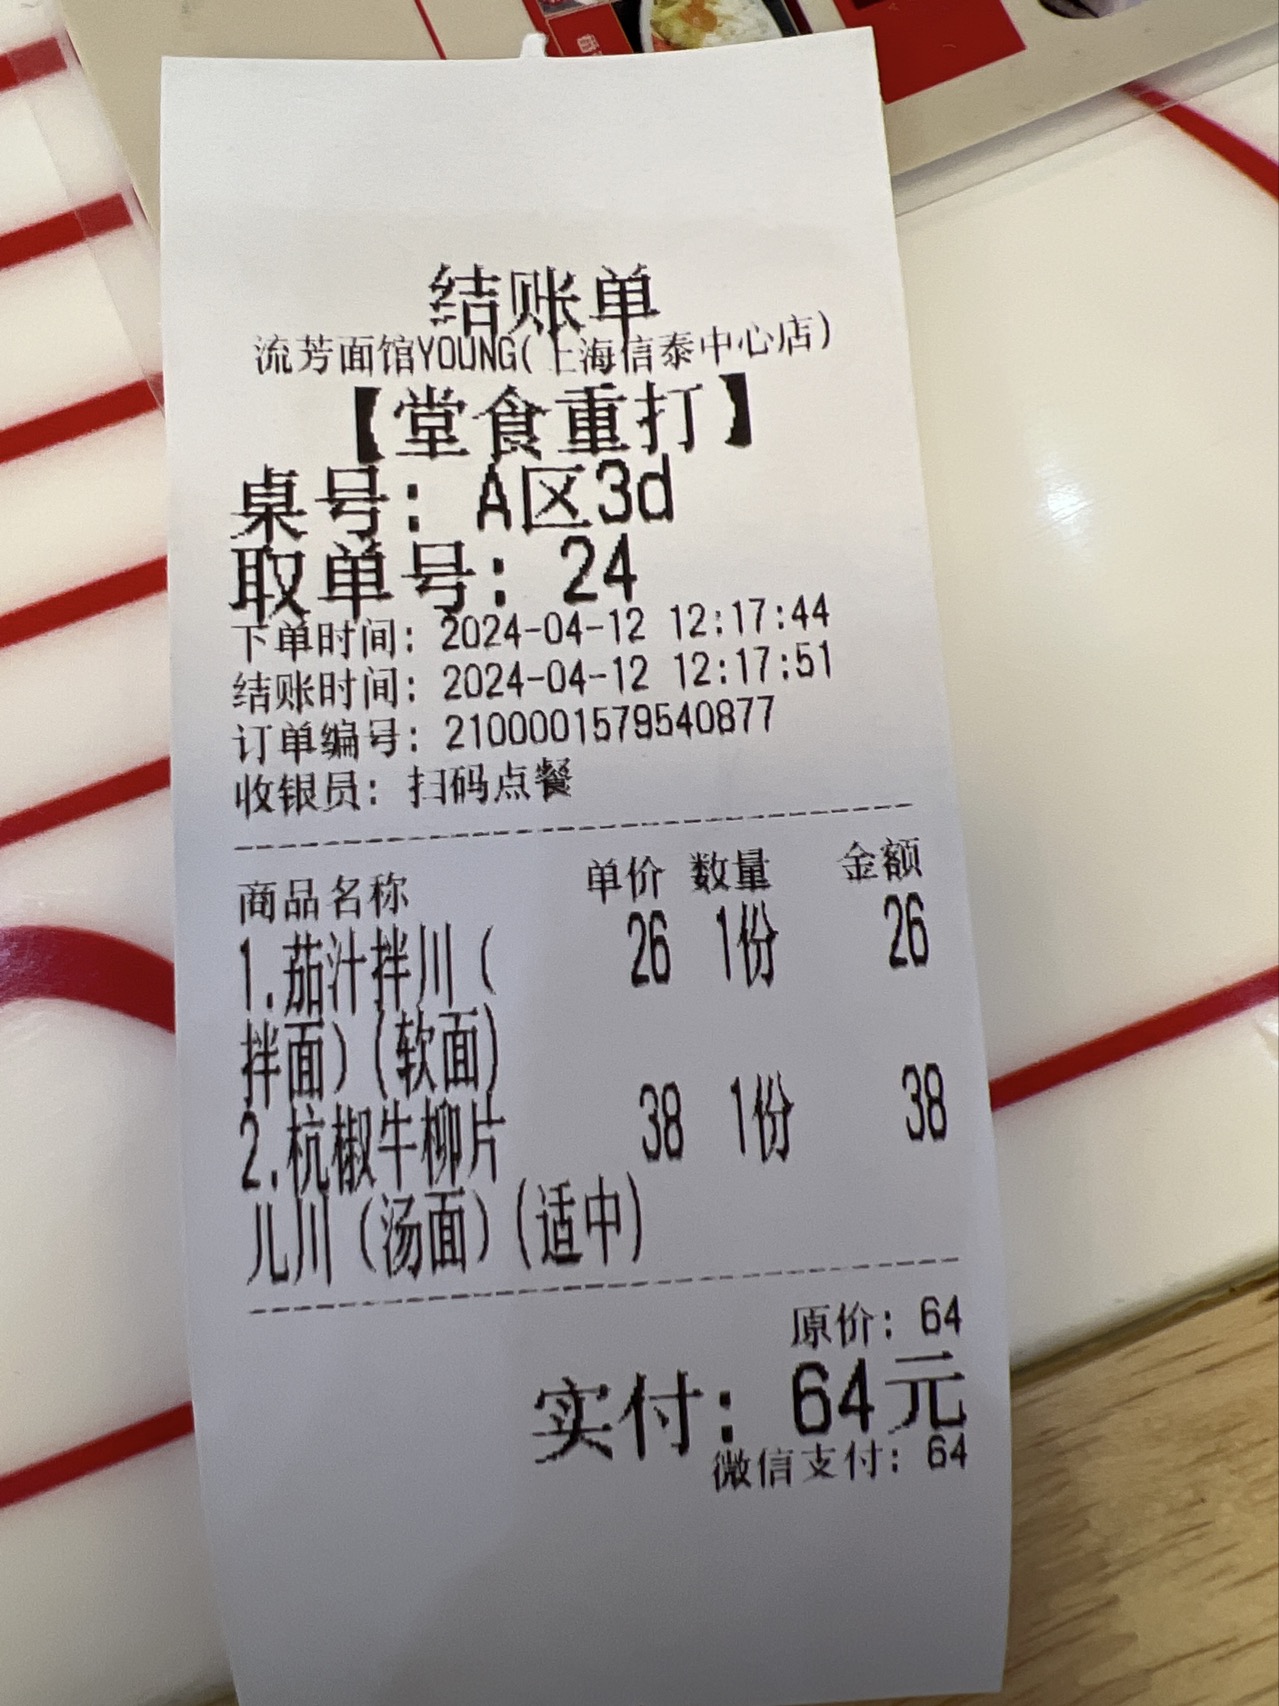 结账单
流芳面馆YOUNG(上海信泰中心店)
【堂食重打】
桌号: A区3d
取单号: 24
下单时间: 2024-04-12 12:17:44
结账时间: 2024-04-12 12:17:51
订单编号: 2100001579540877
收银员: 扫码点餐
商品名称 单价 数量 金额
1.茄汁拌川( 26 1份 26
拌面)(软面)
2.杭椒牛柳片 38 1份 38
儿川(汤面)(适中)
原价: 64
实付: 64元
微信支付: 64